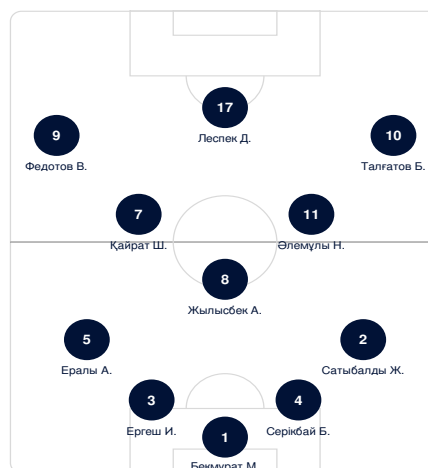 17
Леспек Д.
9
Федотов В.
10
Талғатов Б.
7
Қайрат Ш.
11
Әлемұлы Н.
8
Жылысбек А.
5
Ералы А.
2
Сатыбалды Ж.
3
Ергеш И.
4
Серікбай Б.
1
Бекмурат М.